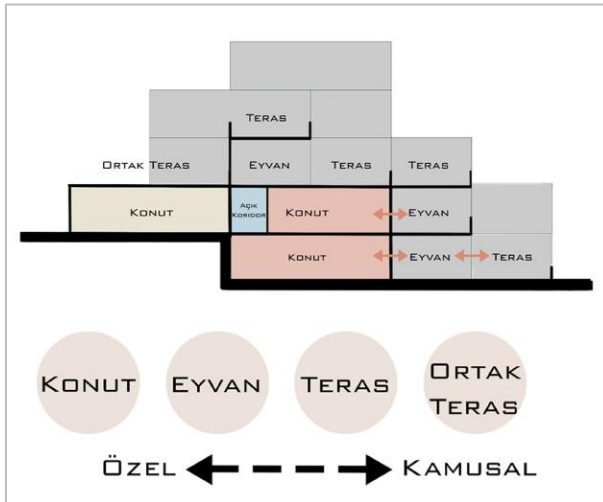 TERAS
ORTAK TERAS
EYVAN
TERAS
TERAS
KONUT
AÇIK
KORIDOR
KONUT
EYVAN
KONUT
EYVAN
TERAS
KONUT
EYVAN
TERAS
ORTAK
TERAS
ÖZEL
KAMUSAL